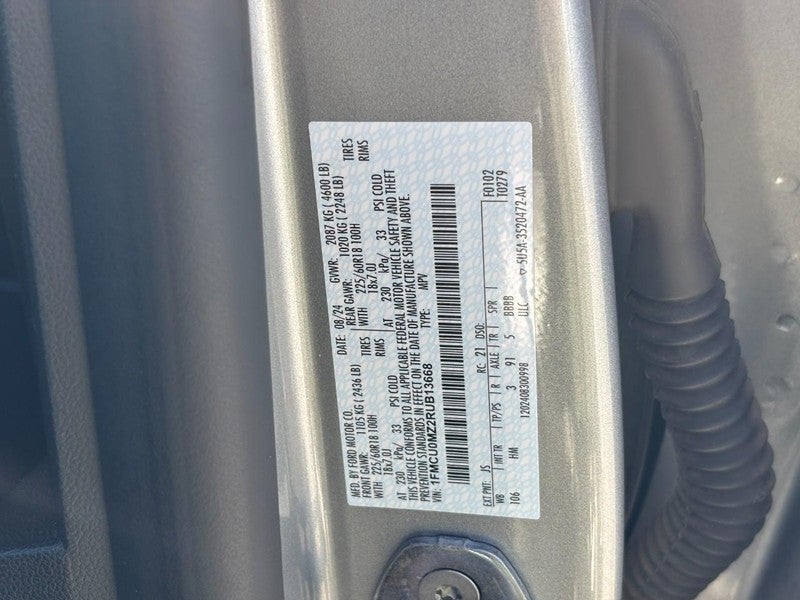 MFD. BY FORD MOTOR CO. DATE: 08/24 GVWR: 2087 KG ( 4600 LB)
FRONT GAWR: 1105 KG ( 2436 LB) REAR GAWR: 1020 KG ( 2248 LB)
WITH 225/60R18 100H TIRES WITH 225/60R18 100H TIRES
18x7.0J RIMS 18x7.0J RIMS
AT 230 kPa/ 33 PSI COLD AT 230 kPa/ 33 PSI COLD
THIS VEHICLE CONFORMS TO ALL APPLICABLE FEDERAL MOTOR VEHICLE SAFETY AND THEFT
PREVENTION STANDARDS IN EFFECT ON THE DATE OF MANUFACTURE SHOWN ABOVE.
VIN: 1FMCU0MZ2RUB13668 TYPE: MPV
EXT PNT: JS RC: 21 DSO: F0102
WB INT TR TP/PS R AXLE TR SPR T0279
106 HM 3 91 5 BBBB
1202408300998 ULC 5U5A-3520472-AA